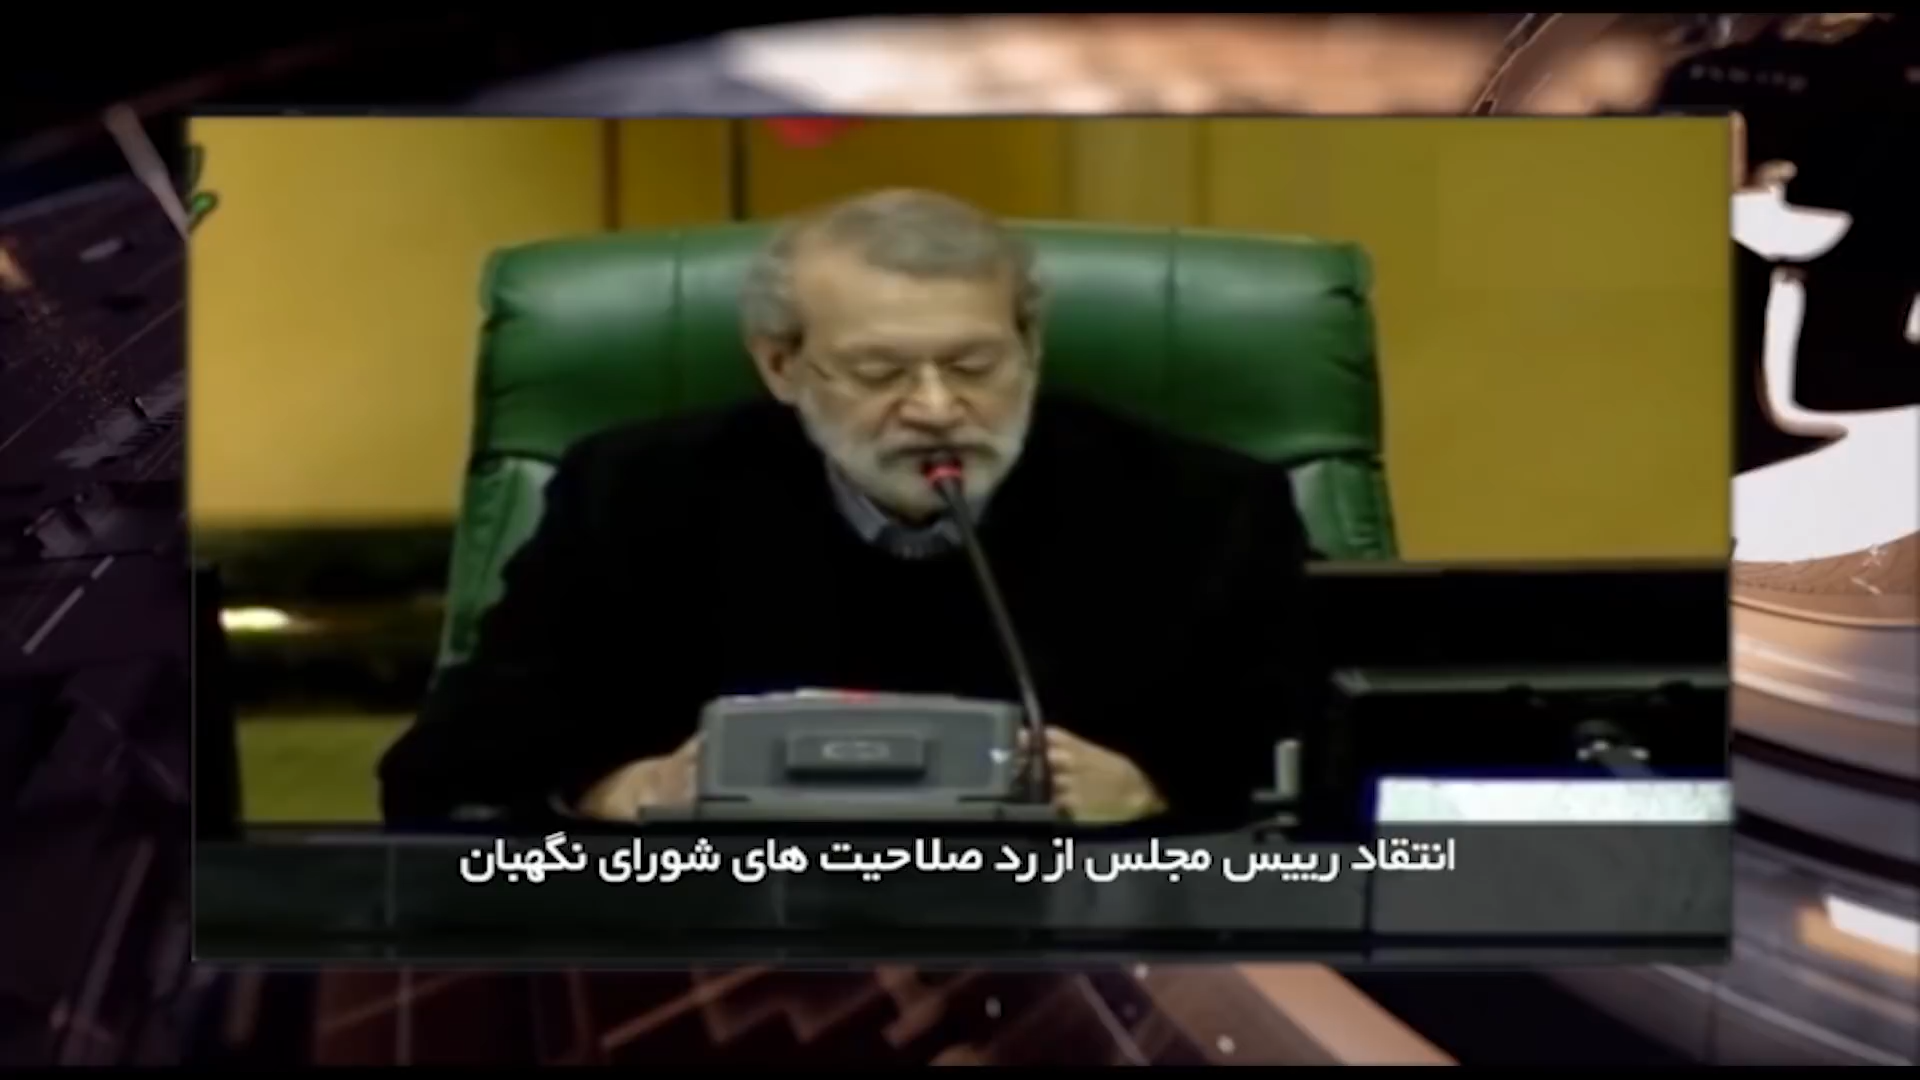 انتقاد رییس مجلس از رد صلاحیت های شورای نگهبان